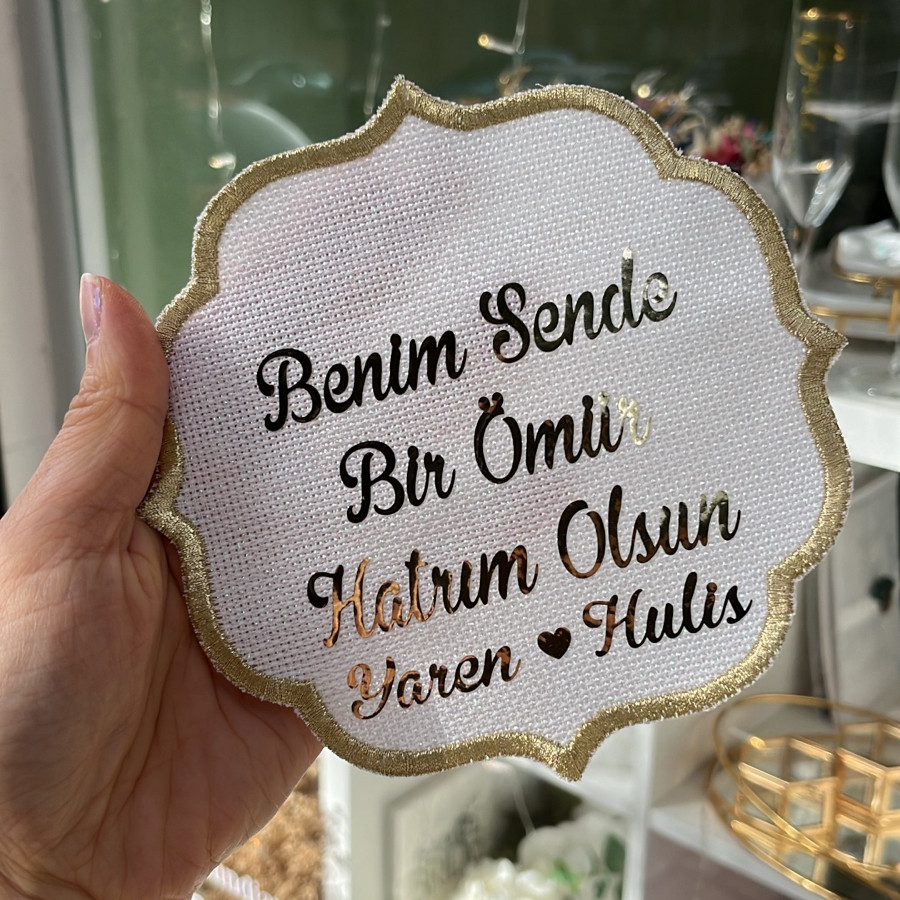 Benim Sende
Bir Ömür
Hatrım Olsun
Yaren ♥ Hulis